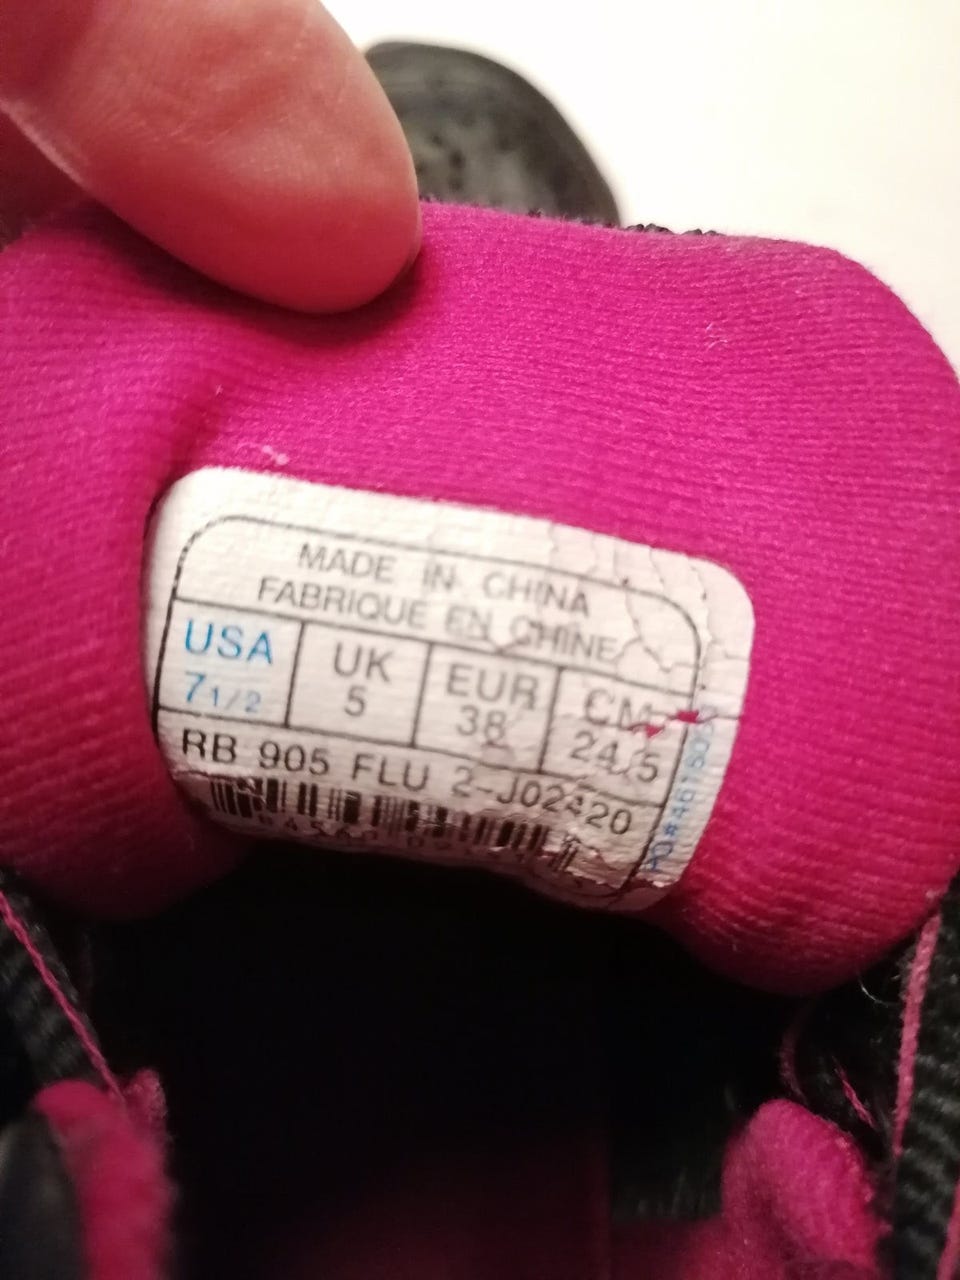 MADE IN CHINA
FABRIQUE EN CHINE
USA UK EUR CM
7 1/2 5 38 24.5
RB 905 FLU 2-J02420